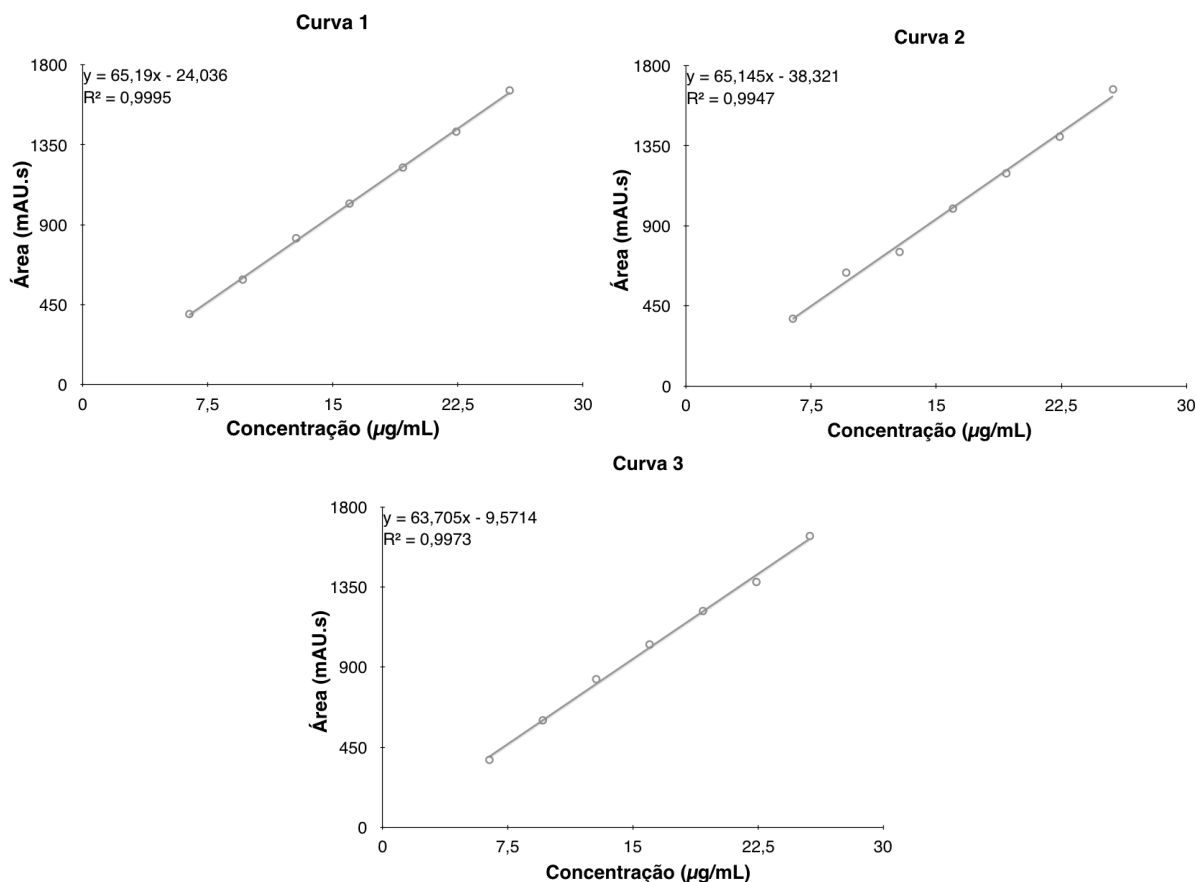 Curva 1
y = 65,19x - 24,036
R² = 0,9995
1800
1350
900
450
0
0 7,5 15 22,5 30
Área (mAU.s)
Concentração (µg/mL)
Curva 2
y = 65,145x - 38,321
R² = 0,9947
1800
1350
900
450
0
0 7,5 15 22,5 30
Área (mAU.s)
Concentração (µg/mL)
Curva 3
y = 63,705x - 9,5714
R² = 0,9973
1800
1350
900
450
0
0 7,5 15 22,5 30
Área (mAU.s)
Concentração (µg/mL)